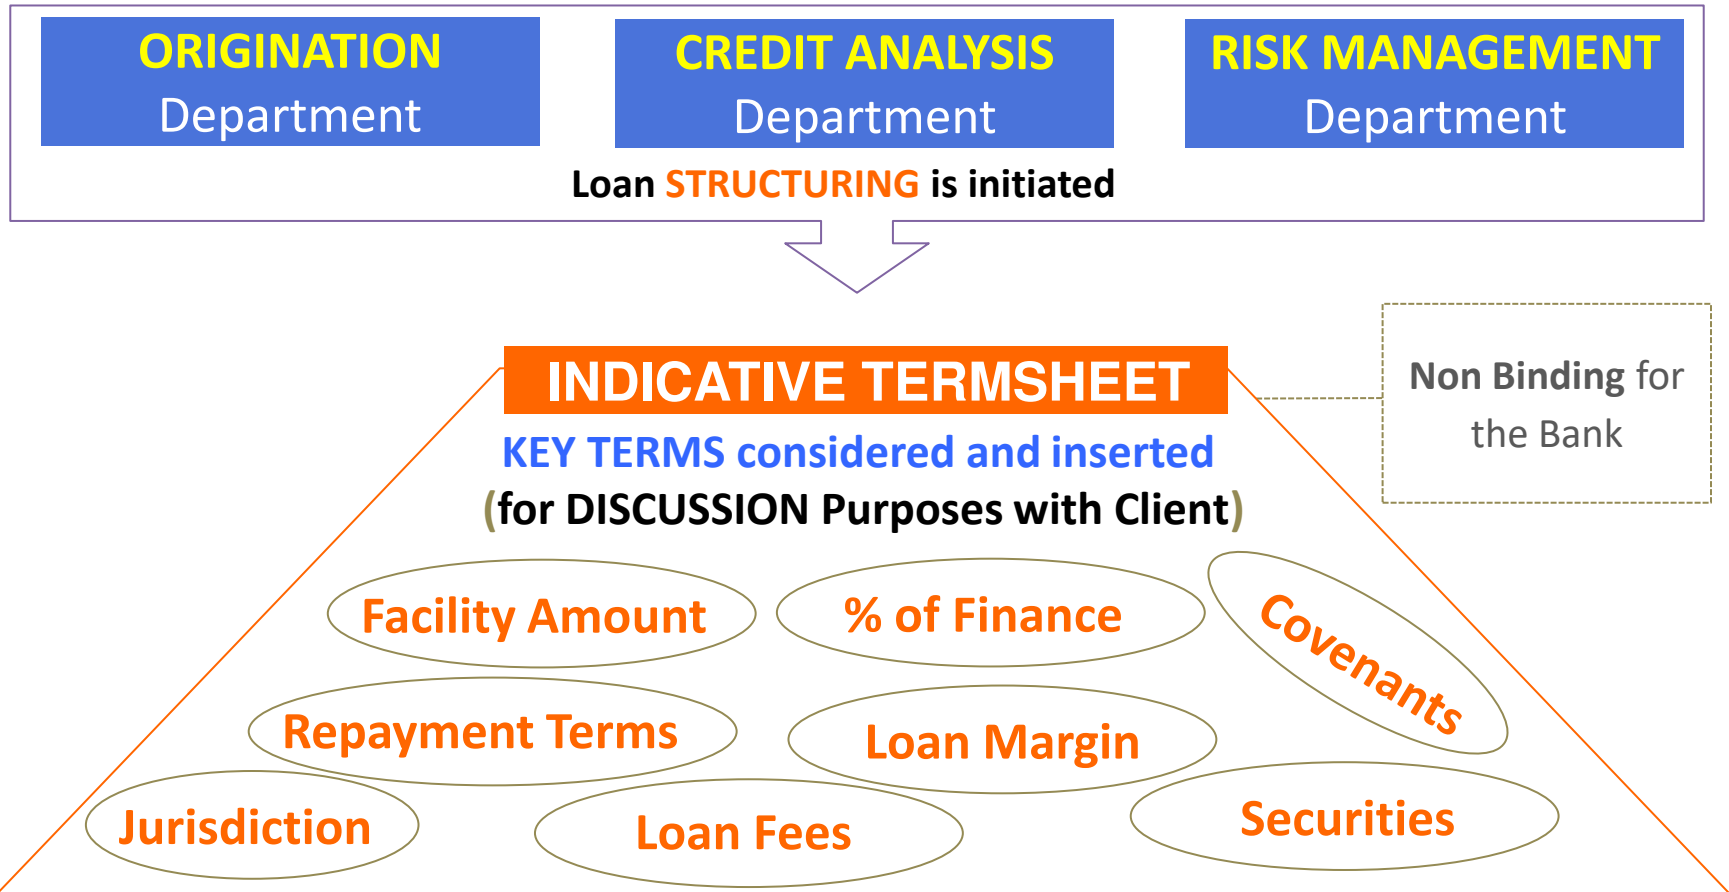 ORIGINATION
Department
CREDIT ANALYSIS
Department
RISK MANAGEMENT
Department
Loan STRUCTURING is initiated
INDICATIVE TERMSHEET
Non Binding for
the Bank
KEY TERMS considered and inserted
(for DISCUSSION Purposes with Client)
Facility Amount
% of Finance
Covenants
Repayment Terms
Loan Margin
Jurisdiction
Loan Fees
Securities